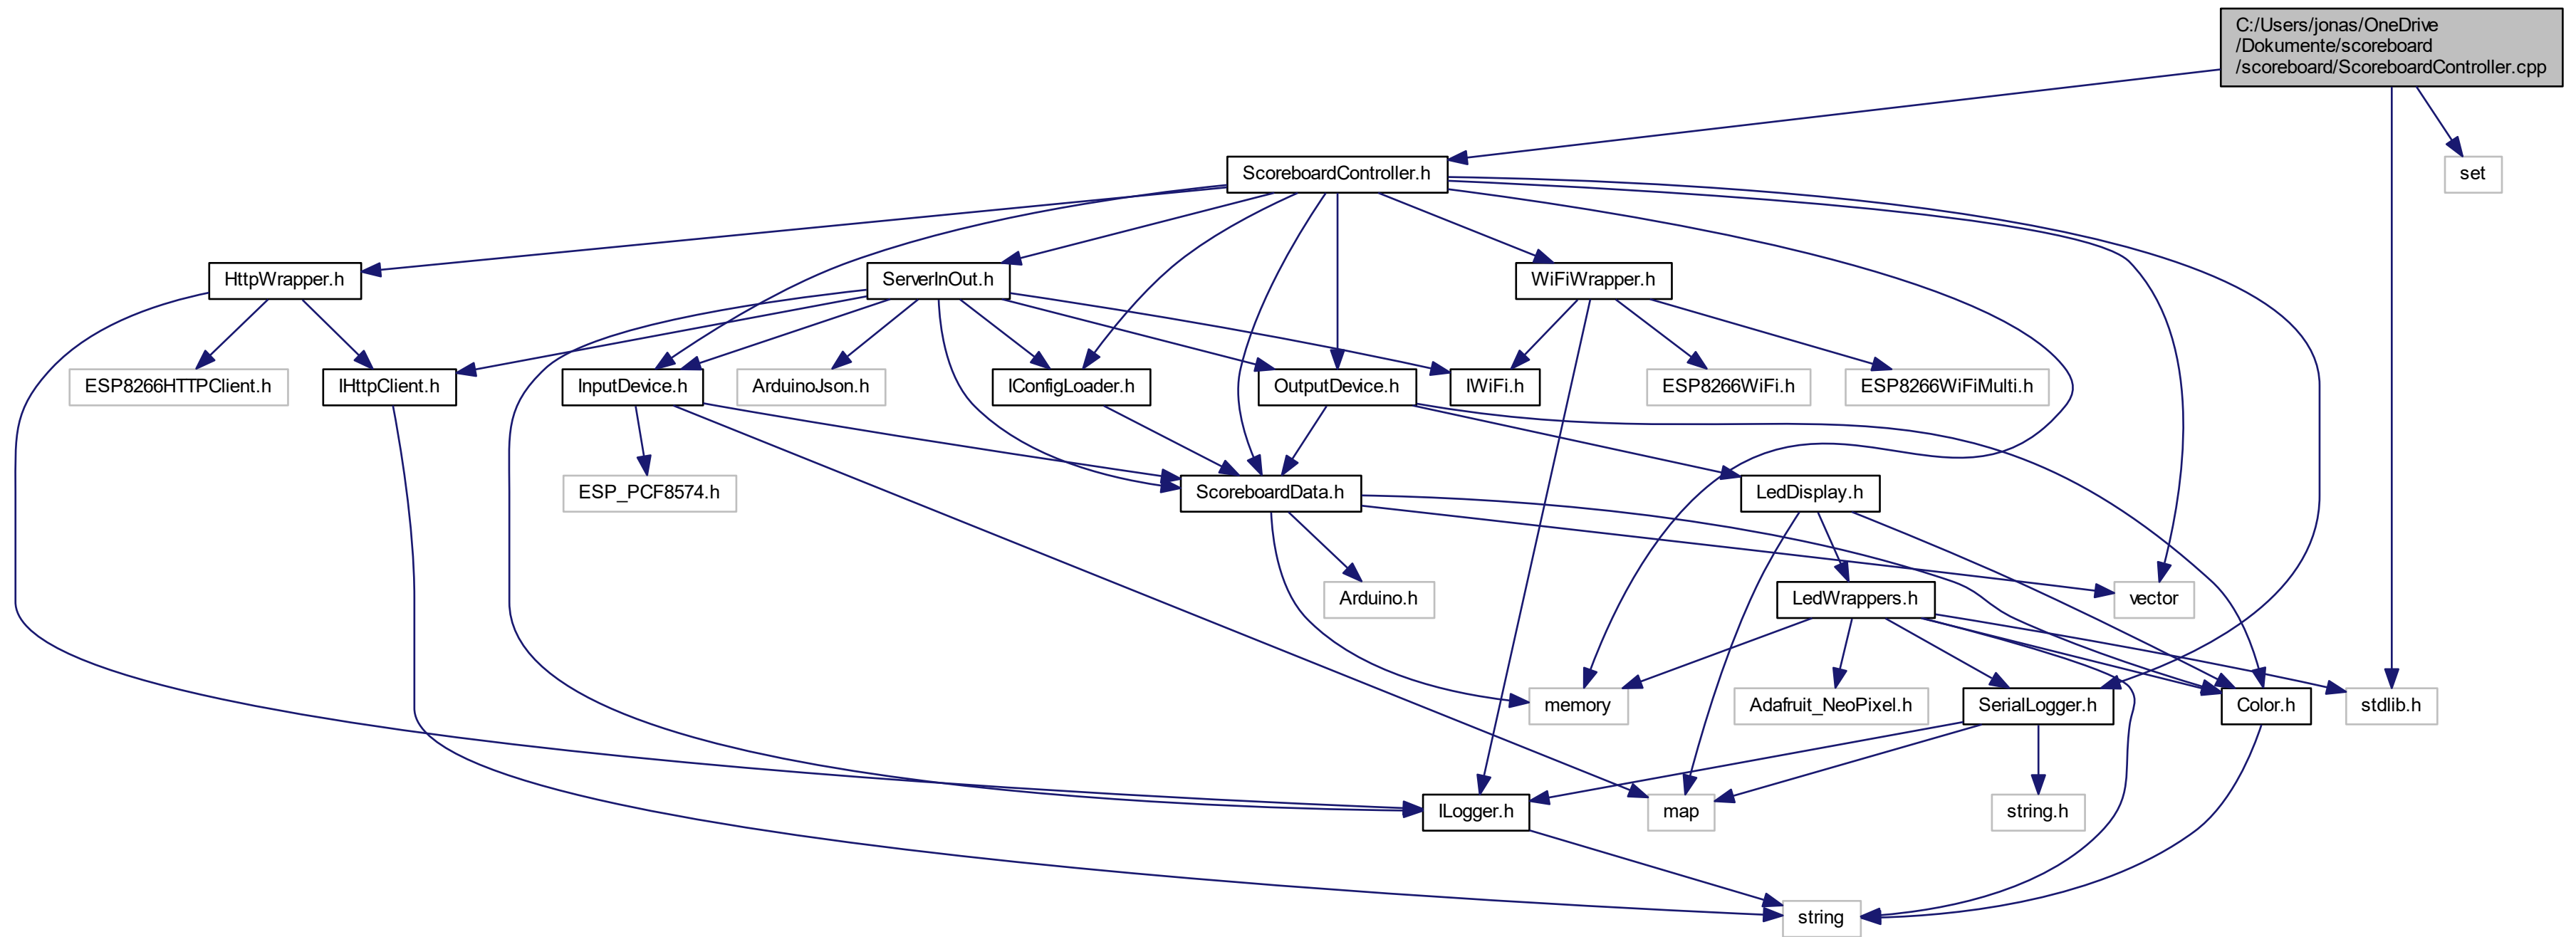 C:/Users/jonas/OneDrive
/Dokumente/scoreboard
/scoreboard/ScoreboardController.cpp
ScoreboardController.h
set
HttpWrapper.h
ServerInOut.h
WiFiWrapper.h
ESP8266HTTPClient.h
IHttpClient.h
InputDevice.h
ArduinoJson.h
IConfigLoader.h
OutputDevice.h
IWiFi.h
ESP8266WiFi.h
ESP8266WiFiMulti.h
ESP_PCF8574.h
ScoreboardData.h
LedDisplay.h
Arduino.h
LedWrappers.h
vector
memory
Adafruit_NeoPixel.h
SerialLogger.h
Color.h
stdlib.h
ILogger.h
map
string.h
string